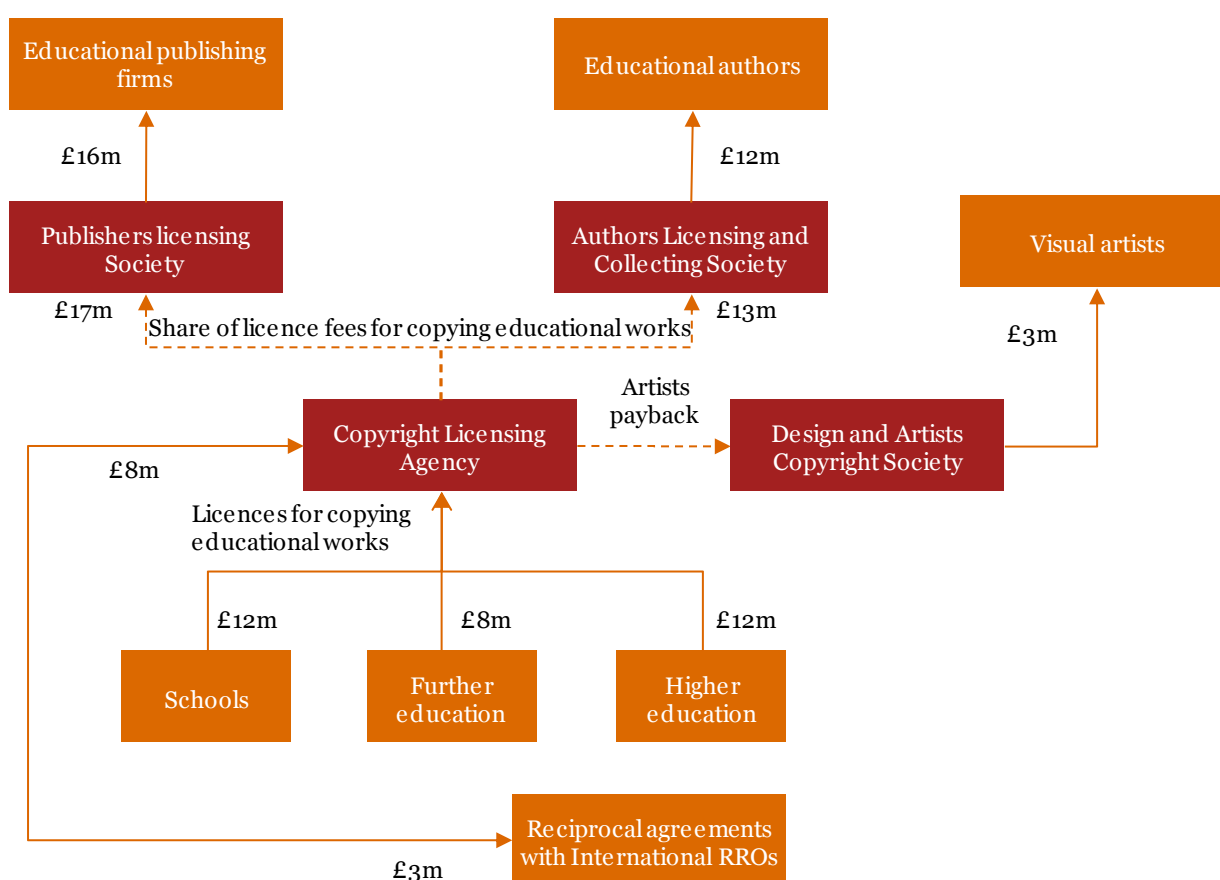 Educational publishing
firms
Educational authors
£16m
£12m
Publishers licensing
Society
Authors Licensing and
Collecting Society
Visual artists
£17m
£13m
Share of licence fees for copying educational works
£3m
Artists
payback
Copyright Licensing
Agency
Design and Artists
Copyright Society
£8m
Licences for copying
educational works
£12m
£8m
£12m
Schools
Further
education
Higher
education
Reciprocal agreements
with International RROs
£3m